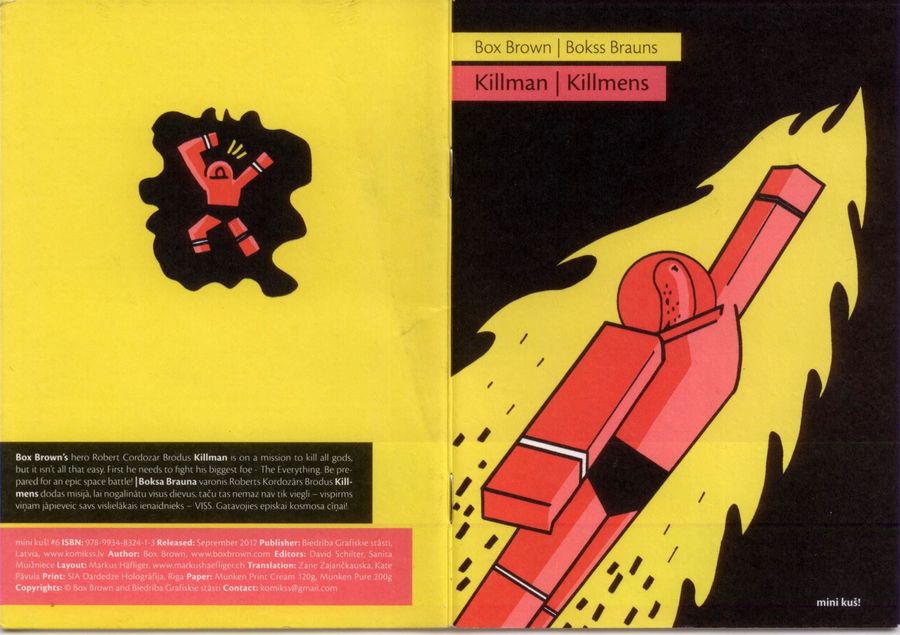 Box Brown | Bokss Brauns
Killman | Killmens
Box Brown's hero Robert Cordozar Brodus Killman is on a mission to kill all gods,
but it isn't all that easy. First he needs to fight his biggest foe - The Everything. Be pre-
pared for an epic space battle! | Boksa Brauna varonis Roberts Kordozārs Brodus Kill-
mens dodas misijā, lai nogalinātu visus dievus, taču tas nemaz nav tik viegli – vispirms
viņam jāpieveic savs vislielākais ienaidnieks – VISS. Gatavojies episkai kosmosa cīņai!
mini kuš! #6 ISBN: 978-9934-8324-1-3 Released: September 2012 Publisher: Biedrība Grafiskie stāsti,
Latvia, www.komikss.lv Author: Box Brown, www.boxbrown.com Editors: David Schilter, Sanita
Muižniece Layout: Markus Häfliger, www.markushaefliger.ch Translation: Zane Zajančkauska, Kate
Pāvula Print: SIA Dardedze Hologrāfija, Riga Paper: Munken Print Cream 120g, Munken Pure 200g
Copyrights: © Box Brown and Biedrība Grafiskie stāsti Contact: komikss@gmail.com
mini kuš!